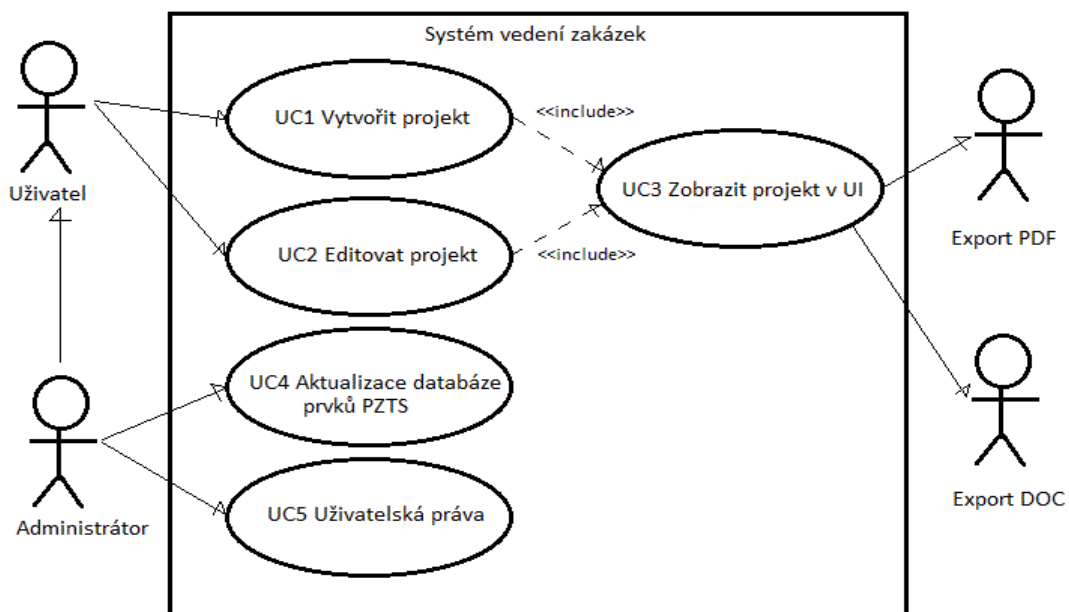 Systém vedení zakázek
UC1 Vytvořit projekt
<<include>>
UC3 Zobrazit projekt v UI
Uživatel
Export PDF
UC2 Editovat projekt
<<include>>
UC4 Aktualizace databáze
prvků PZTS
UC5 Uživatelská práva
Administrátor
Export DOC